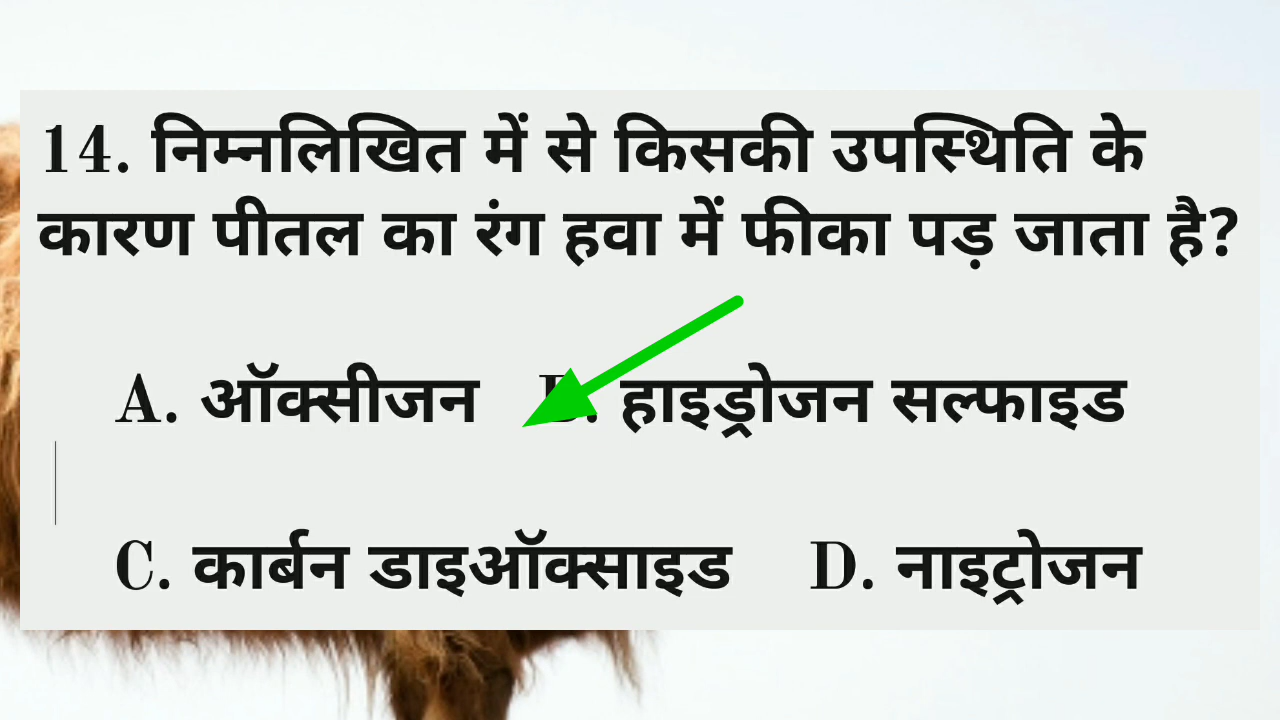 14. निम्नलिखित में से किसकी उपस्थिति के
कारण पीतल का रंग हवा में फीका पड़ जाता है?
A. ऑक्सीजन B. हाइड्रोजन सल्फाइड
C. कार्बन डाइऑक्साइड D. नाइट्रोजन